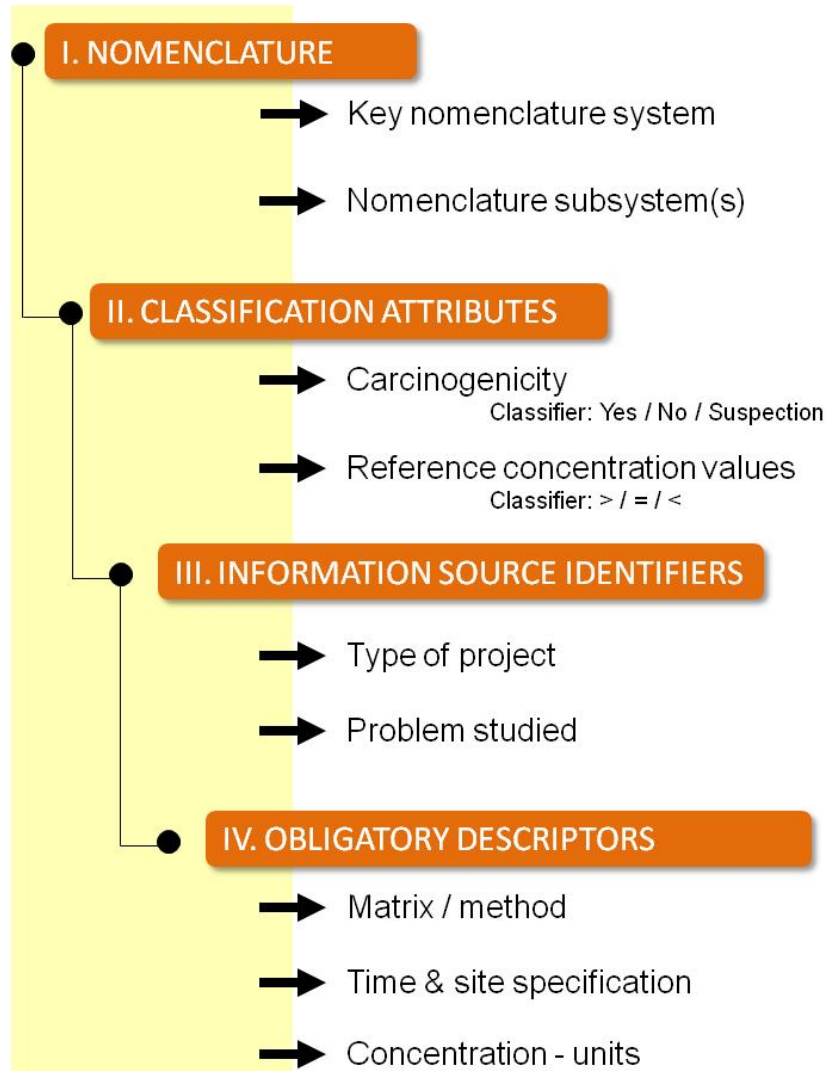 I. NOMENCLATURE
Key nomenclature system
Nomenclature subsystem(s)
II. CLASSIFICATION ATTRIBUTES
Carcinogenicity
Classifier: Yes / No / Suspection
Reference concentration values
Classifier: > / = / <
III. INFORMATION SOURCE IDENTIFIERS
Type of project
Problem studied
IV. OBLIGATORY DESCRIPTORS
Matrix / method
Time & site specification
Concentration - units